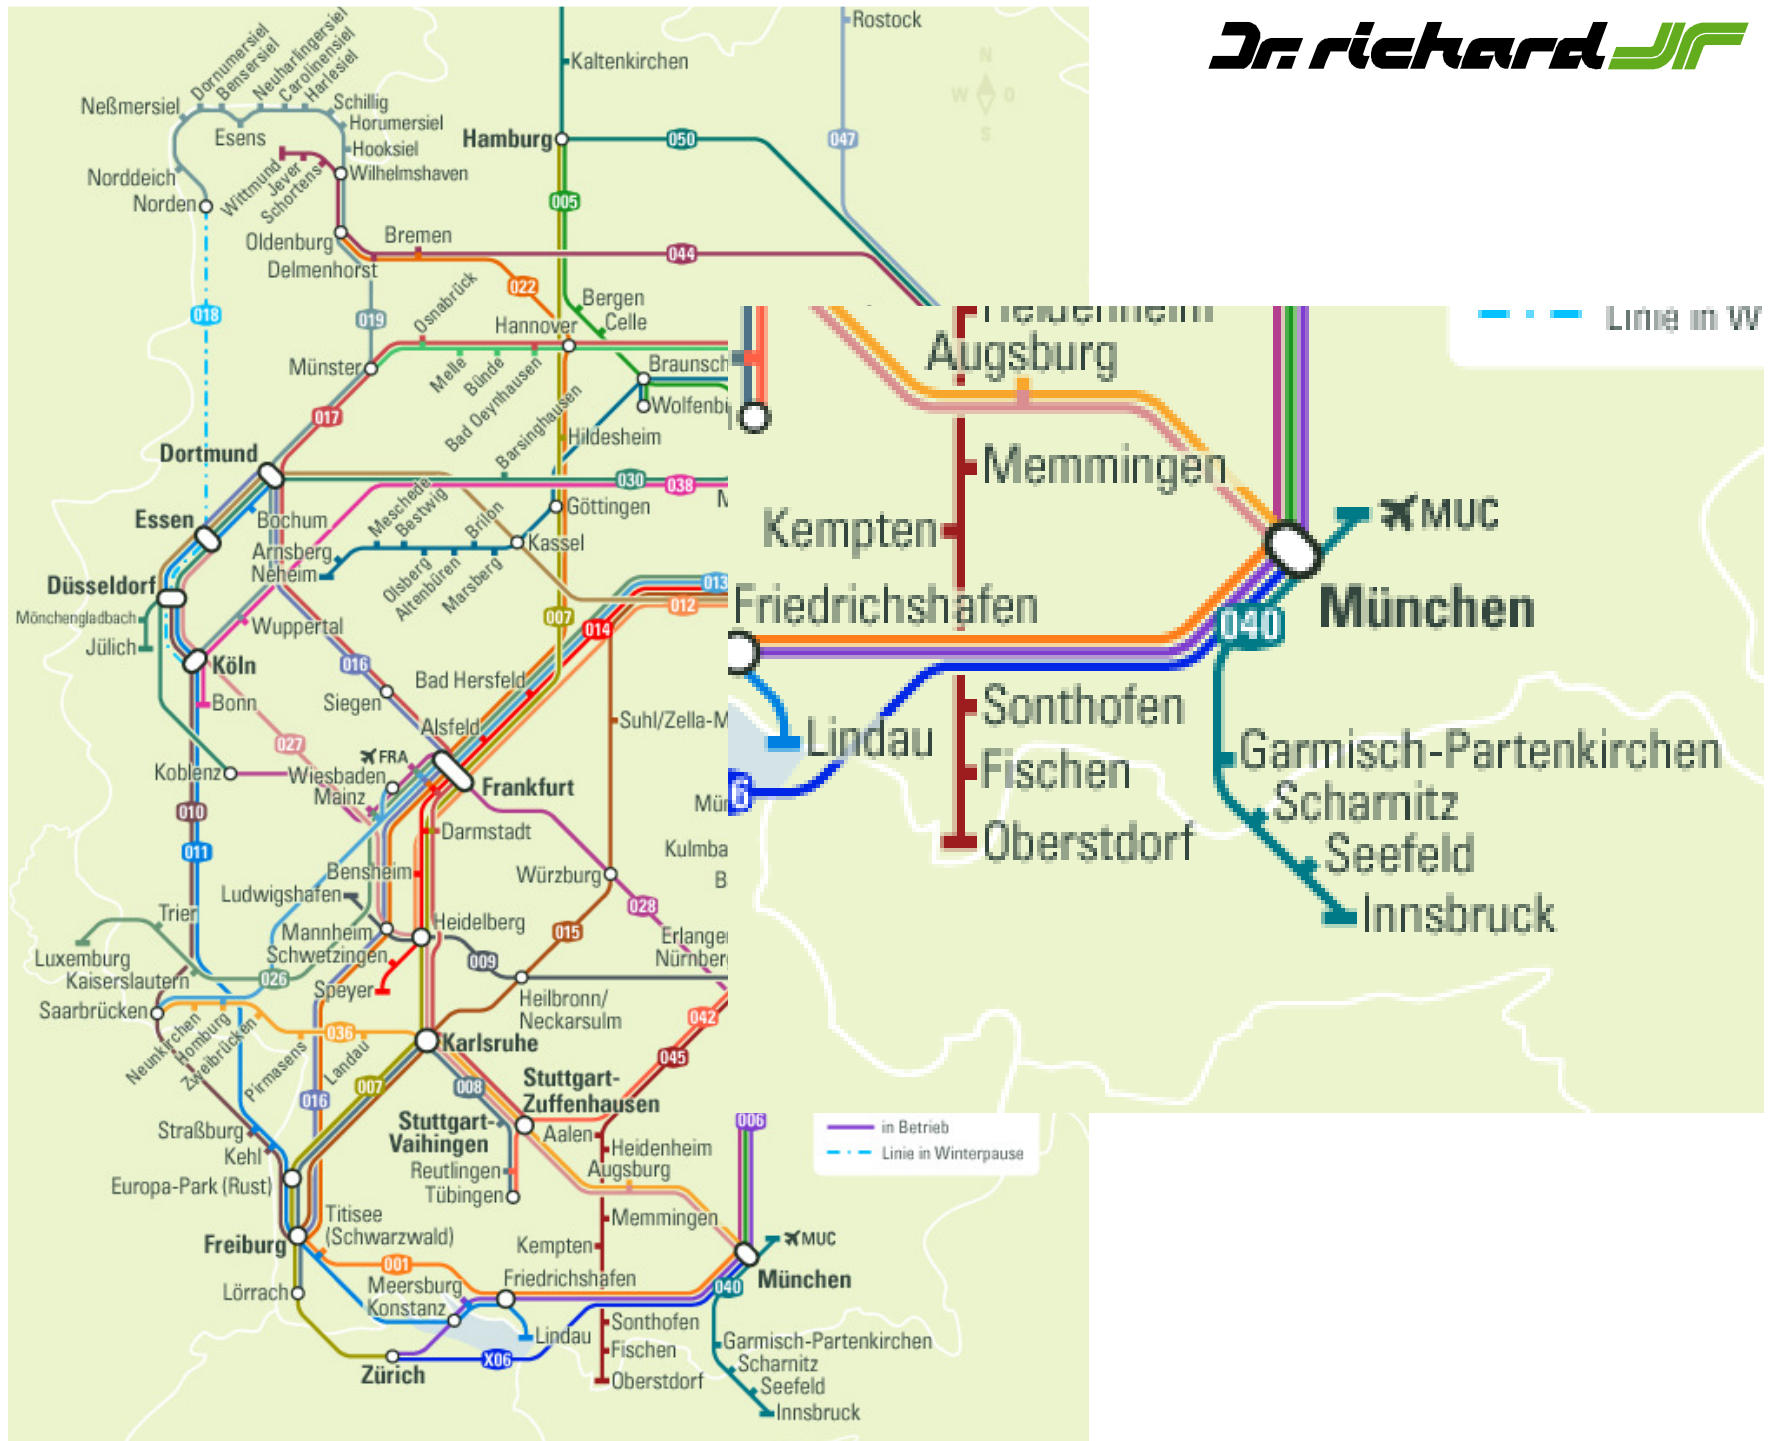 Dr. richard
Rostock
Kaltenkirchen
N
W O
S
Dornumersiel
Bensersiel
Neuharlingersiel
Carolinensiel
Harlesiel
Neßmersiel
Schillig
Horumersiel
Esens
Hooksiel
Hamburg
050
047
Wittmund
Jever
Schortens
Wilhelmshaven
Norddeich
Norden
005
Oldenburg
Bremen
044
Delmenhorst
022
018
019
Osnabrück
Bergen
Celle
Hannover
Münster
Melle
Bünde
Bad Oeynhausen
Barsinghausen
Braunsch
Wolfenbü
017
Hildesheim
Dortmund
030
038
Meschede
Bestwig
Brilon
Göttingen
Essen
Bochum
Arnsberg
Neheim
Olsberg
Altenbüren
Marsberg
Kassel
Düsseldorf
013
012
Mönchengladbach
Wuppertal
007
014
Jülich
Köln
016
Bad Hersfeld
Bonn
Siegen
Suhl/Zella-M
027
Alsfeld
FRA
Koblenz
Wiesbaden
Mainz
Frankfurt
010
Darmstadt
011
Bensheim
Kulmba
B
Würzburg
Ludwigshafen
028
Trier
Mannheim
Heidelberg
015
Erlangen
Nürnberg
Luxemburg
Schwetzingen
009
Kaiserslautern
026
Speyer
Saarbrücken
Heilbronn/
Neckarsulm
042
Neunkirchen
Homburg
Zweibrücken
Pirmasens
Landau
036
Karlsruhe
045
016
007
008
Stuttgart-
Zuffenhausen
Straßburg
Stuttgart-
Vaihingen
Aalen
Heidenheim
Kehl
Reutlingen
Augsburg
Europa-Park (Rust)
Tübingen
Titisee
(Schwarzwald)
Memmingen
Freiburg
Kempten
MUC
001
Meersburg
Friedrichshafen
München
Lörrach
Konstanz
040
Lindau
Sonthofen
Zürich
X06
Fischen
Garmisch-Partenkirchen
Scharnitz
Oberstdorf
Seefeld
Innsbruck
006
in Betrieb
Linie in Winterpause
Heidenheim
Linie in W
Augsburg
Memmingen
MUC
Kempten
Friedrichshafen
München
040
Sonthofen
Lindau
Fischen
Garmisch-Partenkirchen
6
Mün
Scharnitz
Oberstdorf
Seefeld
Innsbruck